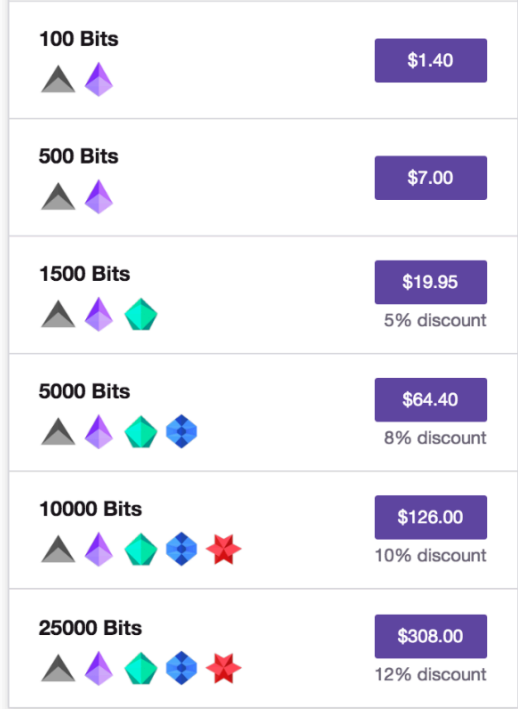 100 Bits
$1.40
500 Bits
$7.00
1500 Bits
$19.95
5% discount
5000 Bits
$64.40
8% discount
10000 Bits
$126.00
10% discount
25000 Bits
$308.00
12% discount